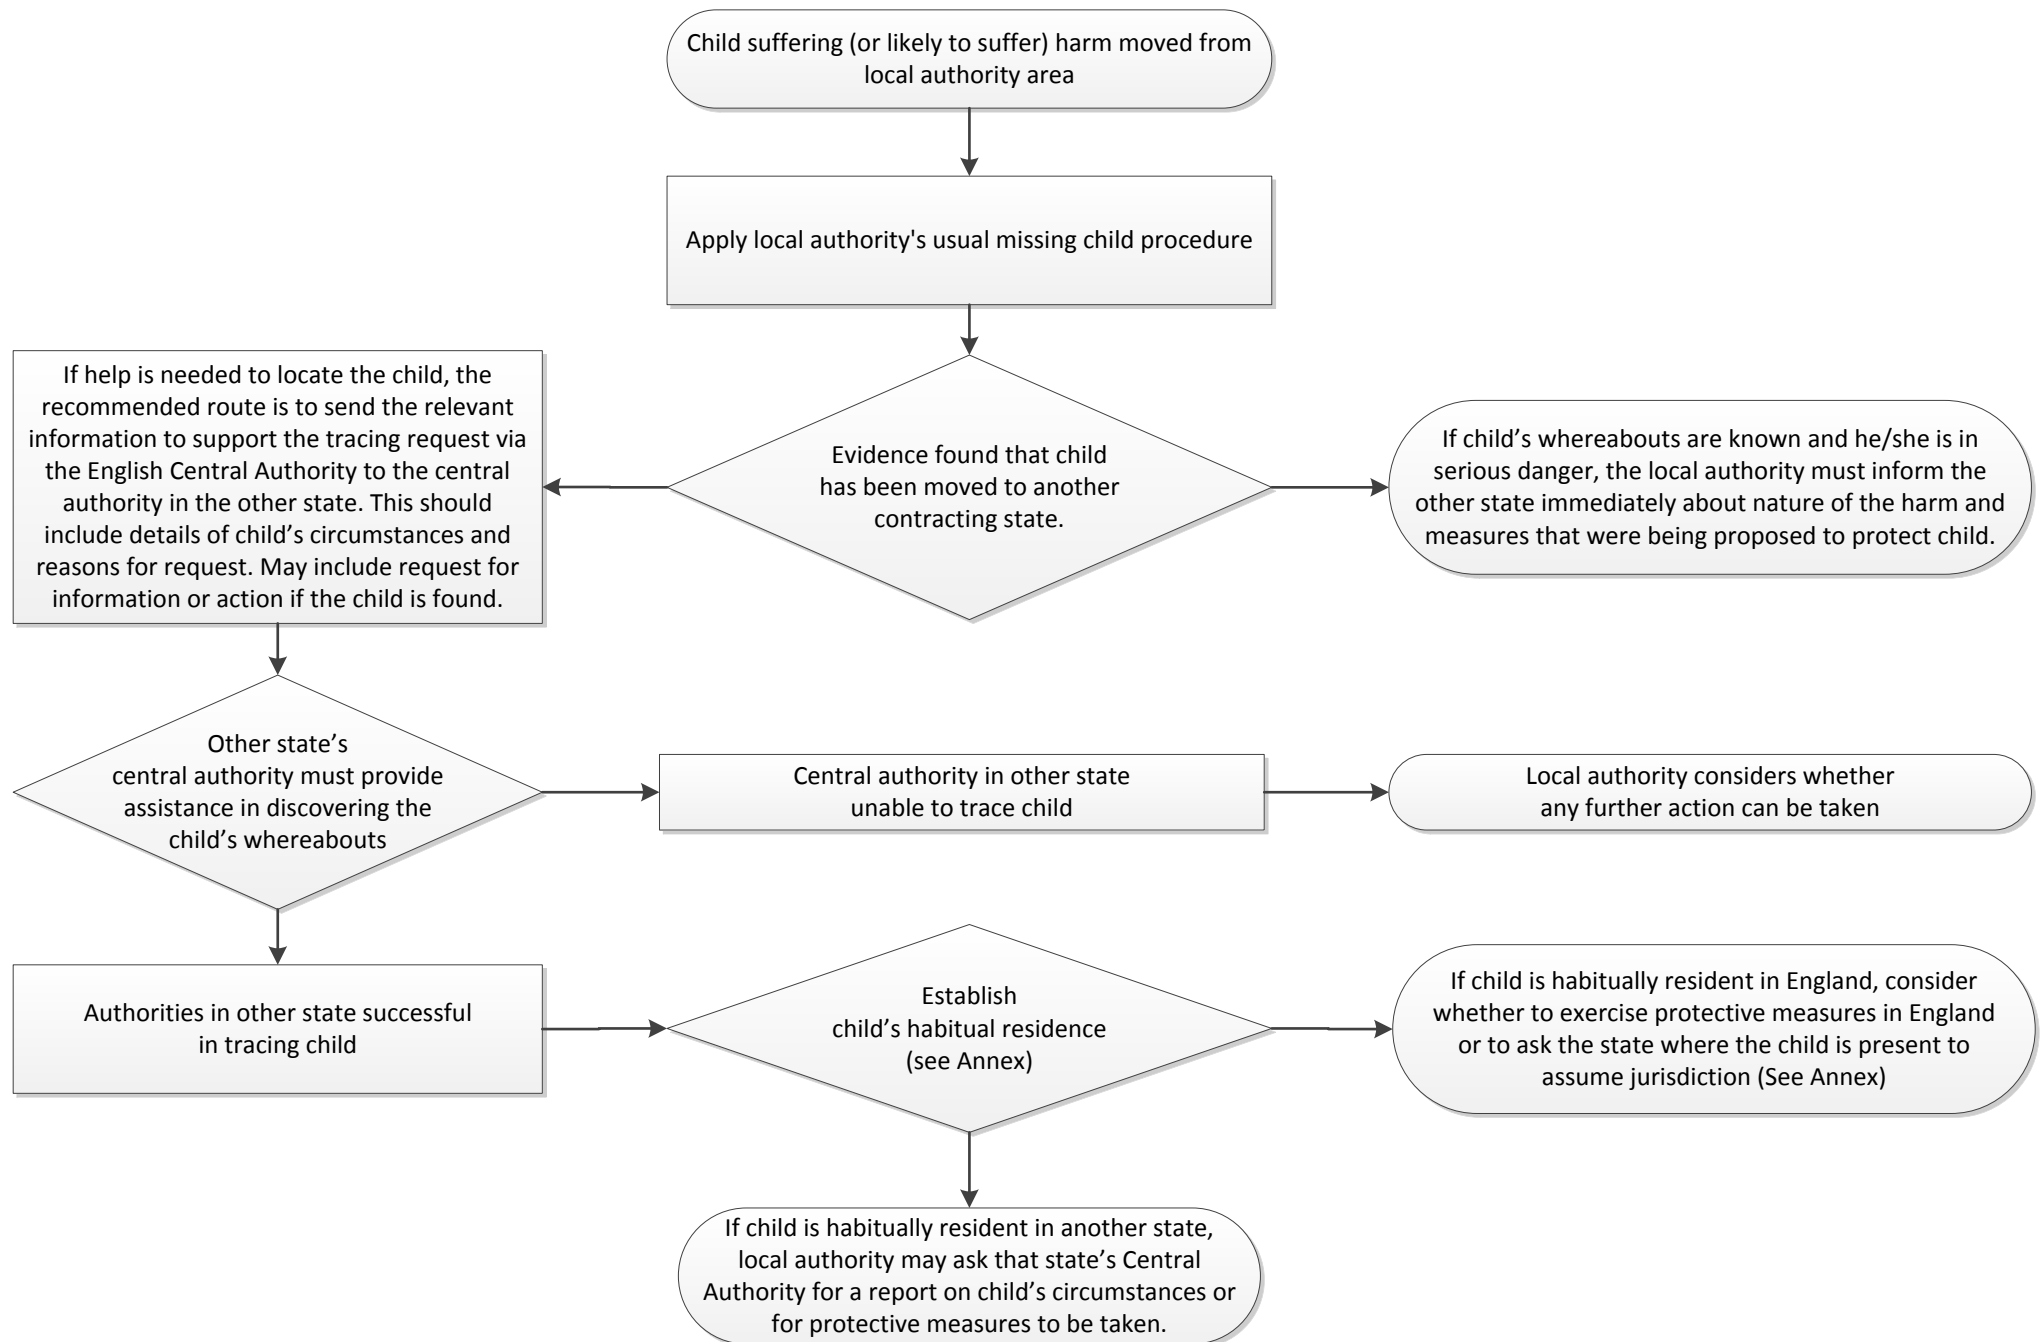 Child suffering (or likely to suffer) harm moved from
local authority area
Apply local authority's usual missing child procedure
If help is needed to locate the child, the
recommended route is to send the relevant
information to support the tracing request via
the English Central Authority to the central
authority in the other state. This should
include details of child’s circumstances and
reasons for request. May include request for
information or action if the child is found.
Evidence found that child
has been moved to another
contracting state.
If child’s whereabouts are known and he/she is in
serious danger, the local authority must inform the
other state immediately about nature of the harm and
measures that were being proposed to protect child.
Other state’s
central authority must provide
assistance in discovering the
child’s whereabouts
Central authority in other state
unable to trace child
Local authority considers whether
any further action can be taken
Authorities in other state successful
in tracing child
Establish
child’s habitual residence
(see Annex)
If child is habitually resident in England, consider
whether to exercise protective measures in England
or to ask the state where the child is present to
assume jurisdiction (See Annex)
If child is habitually resident in another state,
local authority may ask that state’s Central
Authority for a report on child’s circumstances or
for protective measures to be taken.